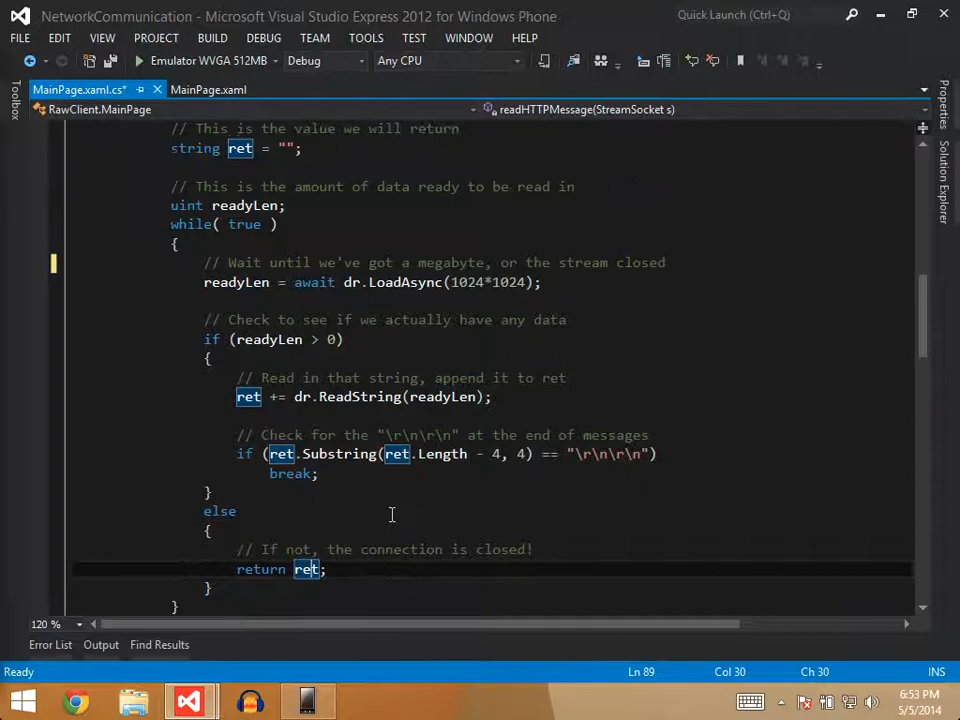 NetworkCommunication - Microsoft Visual Studio Express 2012 for Windows Phone
Quick Launch (Ctrl+Q)
FILE EDIT VIEW PROJECT BUILD DEBUG TEAM TOOLS TEST WINDOW HELP
Emulator WVGA 512MB Debug Any CPU
MainPage.xaml.cs* MainPage.xaml
RawClient.MainPage readHTTPMessage(StreamSocket s)
Toolbox
Properties
Solution Explorer
// This is the value we will return
string ret = "";
// This is the amount of data ready to be read in
uint readyLen;
while( true )
{
// Wait until we've got a megabyte, or the stream closed
readyLen = await dr.LoadAsync(1024*1024);
// Check to see if we actually have any data
if (readyLen > 0)
{
// Read in that string, append it to ret
ret += dr.ReadString(readyLen);
// Check for the "\r\n\r\n" at the end of messages
if (ret.Substring(ret.Length - 4, 4) == "\r\n\r\n")
break;
}
else
{
// If not, the connection is closed!
return ret;
}
}
120 %
Error List Output Find Results
Ready Ln 89 Col 30 Ch 30 INS
6:53 PM
5/5/2014